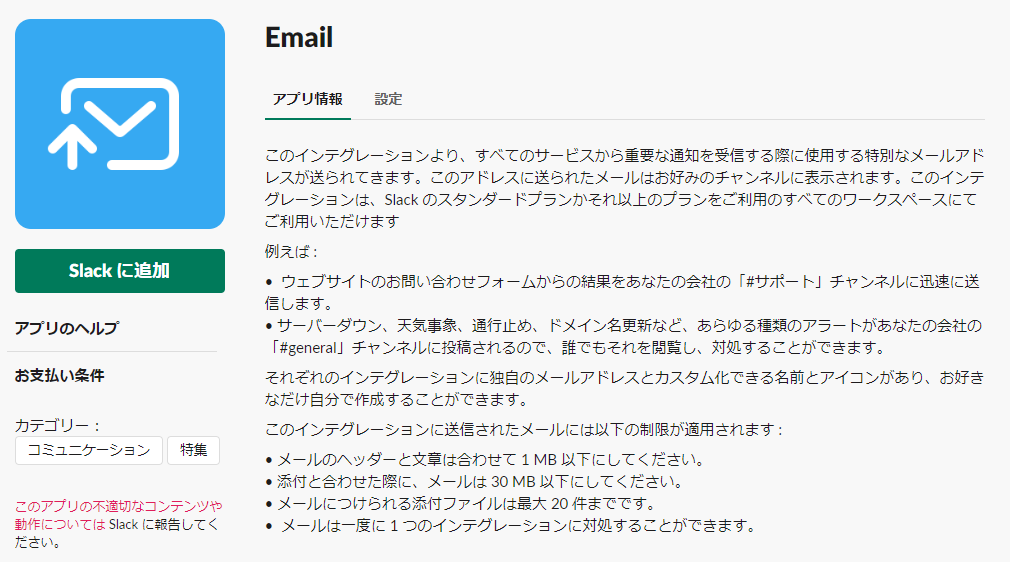 Email
アプリ情報
設定
このインテグレーションより、すべてのサービスから重要な通知を受信する際に使用する特別なメールアド
レスが送られてきます。このアドレスに送られたメールはお好みのチャンネルに表示されます。このインテ
グレーションは、Slack のスタンダードプランかそれ以上のプランをご利用のすべてのワークスペースにて
ご利用いただけます
例えば :
• ウェブサイトのお問い合わせフォームからの結果をあなたの会社の「#サポート」チャンネルに迅速に送
信します。
• サーバーダウン、天気事象、通行止め、ドメイン名更新など、あらゆる種類のアラートがあなたの会社の
「#general」チャンネルに投稿されるので、誰でもそれを閲覧し、対処することができます。
それぞれのインテグレーションに独自のメールアドレスとカスタム化できる名前とアイコンがあり、お好き
なだけ自分で作成することができます。
このインテグレーションに送信されたメールには以下の制限が適用されます :
• メールのヘッダーと文章は合わせて 1 MB 以下にしてください。
• 添付と合わせた際に、メールは 30 MB 以下にしてください。
• メールにつけられる添付ファイルは最大 20 件までです。
• メールは一度に 1 つのインテグレーションに対処することができます。
Slack に追加
アプリのヘルプ
お支払い条件
カテゴリー：
コミュニケーション
特集
このアプリの不適切なコンテンツや
動作については Slack に報告してく
ださい。